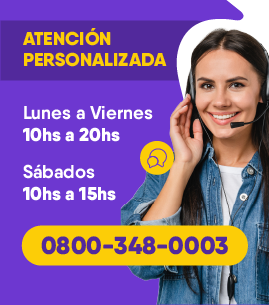 ATENCIÓN
PERSONALIZADA
Lunes a Viernes
10hs a 20hs
Sábados
10hs a 15hs
0800-348-0003